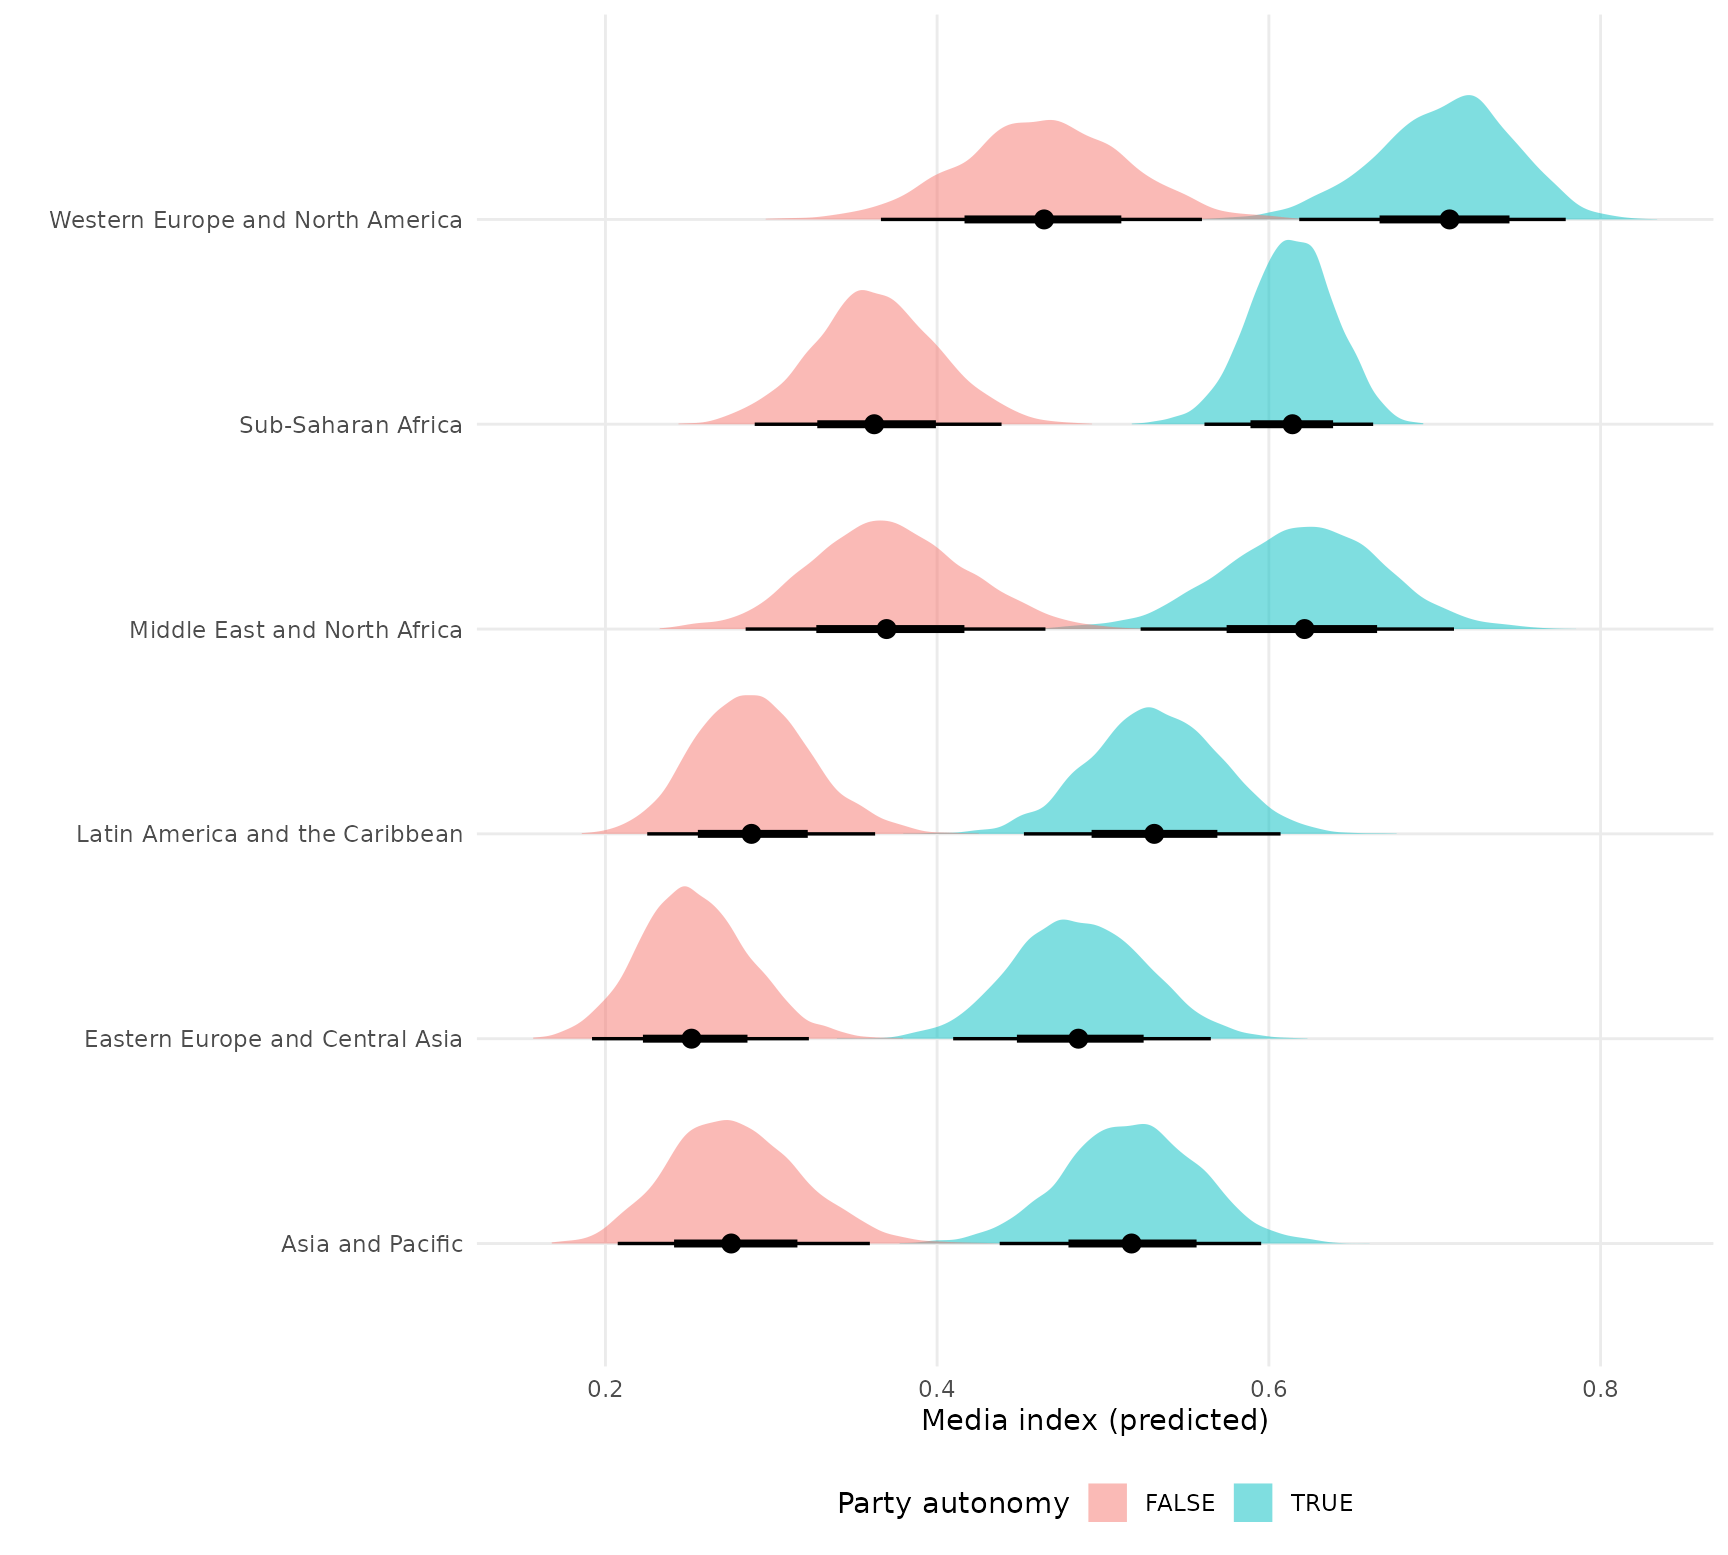 Western Europe and North America
Sub-Saharan Africa
Middle East and North Africa
Latin America and the Caribbean
Eastern Europe and Central Asia
Asia and Pacific
0.2 0.4 0.6 0.8
Media index (predicted)
Party autonomy FALSE TRUE